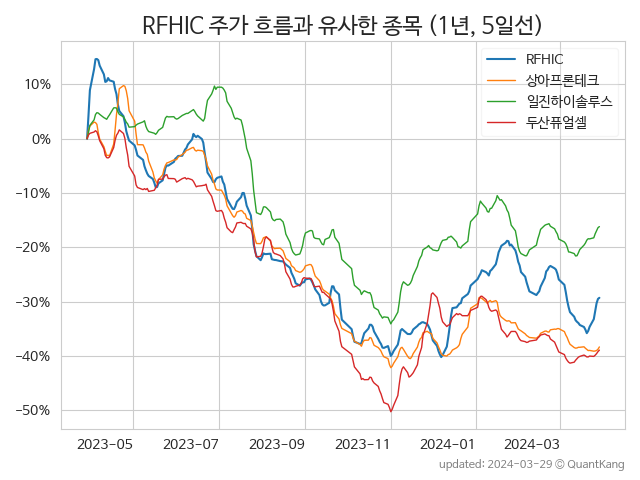 RFHIC 주가 흐름과 유사한 종목 (1년, 5일선)
RFHIC
상아프론테크
일진하이솔루스
두산퓨얼셀
10%
0%
−10%
−20%
−30%
−40%
−50%
2023-05
2023-07
2023-09
2023-11
2024-01
2024-03
updated: 2024-03-29 © QuantKang